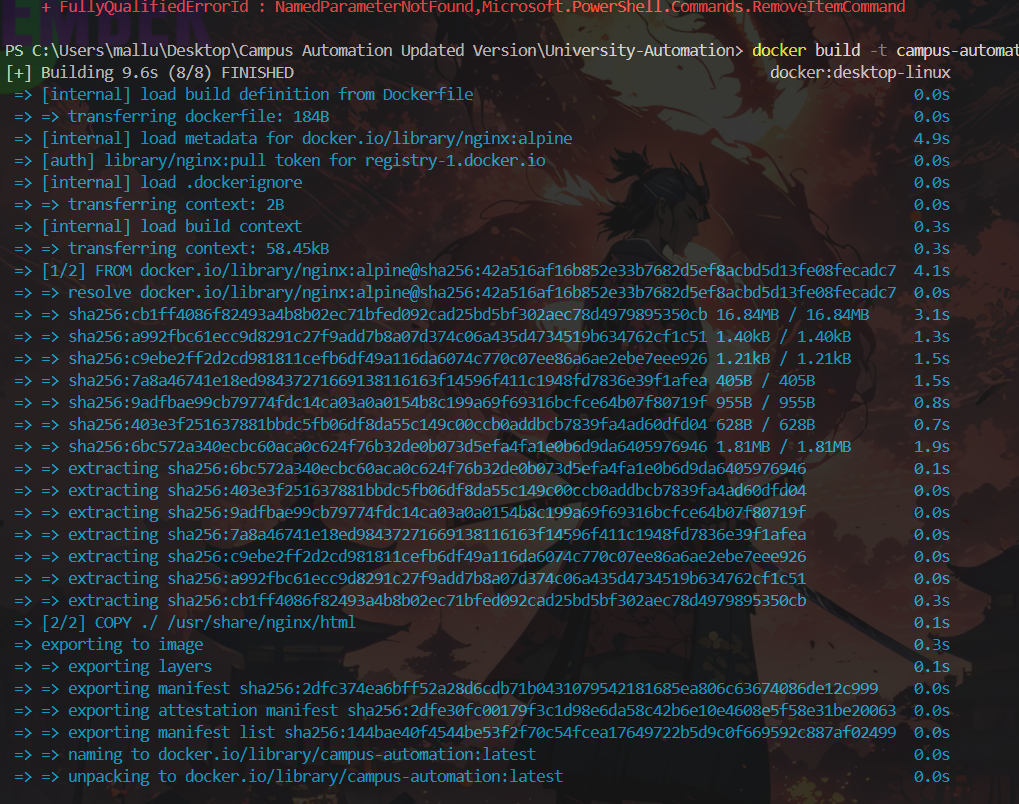 + FullyQualifiedErrorId : NamedParameterNotFound,Microsoft.PowerShell.Commands.RemoveItemCommand
PS C:\Users\mallu\Desktop\Campus Automation Updated Version\University-Automation> docker build -t campus-automat
[+] Building 9.6s (8/8) FINISHED docker:desktop-linux
=> [internal] load build definition from Dockerfile 0.0s
=> => transferring dockerfile: 184B 0.0s
=> [internal] load metadata for docker.io/library/nginx:alpine 4.9s
=> [auth] library/nginx:pull token for registry-1.docker.io 0.0s
=> [internal] load .dockerignore 0.0s
=> => transferring context: 2B 0.0s
=> [internal] load build context 0.3s
=> => transferring context: 58.45kB 0.3s
=> [1/2] FROM docker.io/library/nginx:alpine@sha256:42a516af16b852e33b7682d5ef8acbd5d13fe08fecadc7 4.1s
=> => resolve docker.io/library/nginx:alpine@sha256:42a516af16b852e33b7682d5ef8acbd5d13fe08fecadc7 0.0s
=> => sha256:cb1ff4086f82493a4b8b02ec71bfed092cad25bd5bf302aec78d4979895350cb 16.84MB / 16.84MB 3.1s
=> => sha256:a992fbc61ecc9d8291c27f9add7b8a07d374c06a435d4734519b634762cf1c51 1.40kB / 1.40kB 1.3s
=> => sha256:c9ebe2ff2d2cd981811cefb6df49a116da6074c770c07ee86a6ae2ebe7eee926 1.21kB / 1.21kB 1.5s
=> => sha256:7a8a46741e18ed98437271669138116163f14596f411c1948fd7836e39f1afea 405B / 405B 1.5s
=> => sha256:9adfbae99cb79774fdc14ca03a0a0154b8c199a69f69316bcfce64b07f80719f 955B / 955B 0.8s
=> => sha256:403e3f251637881bbdc5fb06df8da55c149c00ccb0addbcb7839fa4ad60dfd04 628B / 628B 0.7s
=> => sha256:6bc572a340ecbc60aca0c624f76b32de0b073d5efa4fa1e0b6d9da6405976946 1.81MB / 1.81MB 1.9s
=> => extracting sha256:6bc572a340ecbc60aca0c624f76b32de0b073d5efa4fa1e0b6d9da6405976946 0.1s
=> => extracting sha256:403e3f251637881bbdc5fb06df8da55c149c00ccb0addbcb7839fa4ad60dfd04 0.0s
=> => extracting sha256:9adfbae99cb79774fdc14ca03a0a0154b8c199a69f69316bcfce64b07f80719f 0.0s
=> => extracting sha256:7a8a46741e18ed98437271669138116163f14596f411c1948fd7836e39f1afea 0.0s
=> => extracting sha256:c9ebe2ff2d2cd981811cefb6df49a116da6074c770c07ee86a6ae2ebe7eee926 0.0s
=> => extracting sha256:a992fbc61ecc9d8291c27f9add7b8a07d374c06a435d4734519b634762cf1c51 0.0s
=> => extracting sha256:cb1ff4086f82493a4b8b02ec71bfed092cad25bd5bf302aec78d4979895350cb 0.3s
=> [2/2] COPY ./ /usr/share/nginx/html 0.1s
=> exporting to image 0.3s
=> => exporting layers 0.1s
=> => exporting manifest sha256:2dfc374ea6bff52a28d6cdb71b0431079542181685ea806c63674086de12c999 0.0s
=> => exporting attestation manifest sha256:2dfe30fc00179f3c1d98e6da58c42b6e10e4608e5f58e31be20063 0.0s
=> => exporting manifest list sha256:144bae40f4544be53f2f70c54fcea17649722b5d9c0f669592c887af02499 0.0s
=> => naming to docker.io/library/campus-automation:latest 0.0s
=> => unpacking to docker.io/library/campus-automation:latest 0.0s